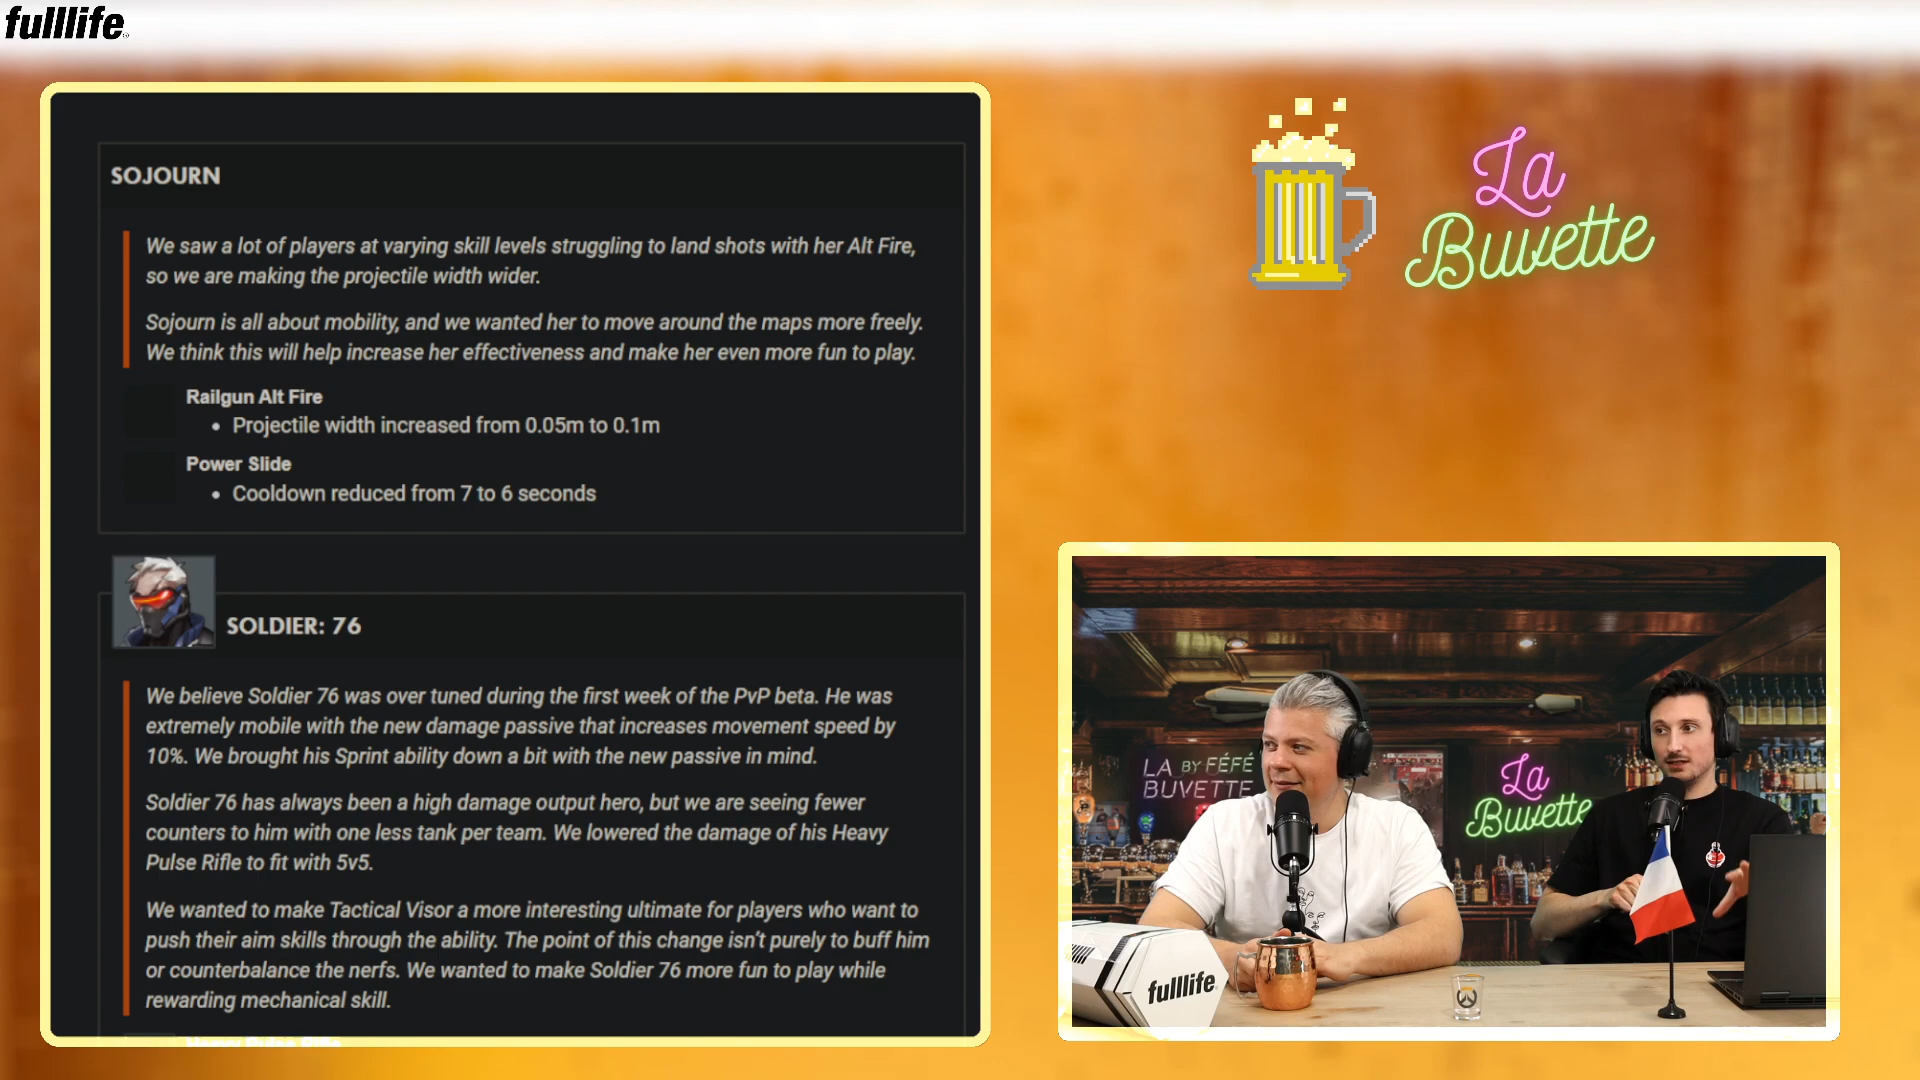 fulllife
SOJOURN
We saw a lot of players at varying skill levels struggling to land shots with her Alt Fire,
so we are making the projectile width wider.
Sojourn is all about mobility, and we wanted her to move around the maps more freely.
We think this will help increase her effectiveness and make her even more fun to play.
Railgun Alt Fire
• Projectile width increased from 0.05m to 0.1m
Power Slide
• Cooldown reduced from 7 to 6 seconds
SOLDIER: 76
We believe Soldier 76 was over tuned during the first week of the PvP beta. He was
extremely mobile with the new damage passive that increases movement speed by
10%. We brought his Sprint ability down a bit with the new passive in mind.
Soldier 76 has always been a high damage output hero, but we are seeing fewer
counters to him with one less tank per team. We lowered the damage of his Heavy
Pulse Rifle to fit with 5v5.
We wanted to make Tactical Visor a more interesting ultimate for players who want to
push their aim skills through the ability. The point of this change isn't purely to buff him
or counterbalance the nerfs. We wanted to make Soldier 76 more fun to play while
rewarding mechanical skill.
La
Buvette
LA BY FÉFÉ
BUVETTE
La
Buvette
fulllife